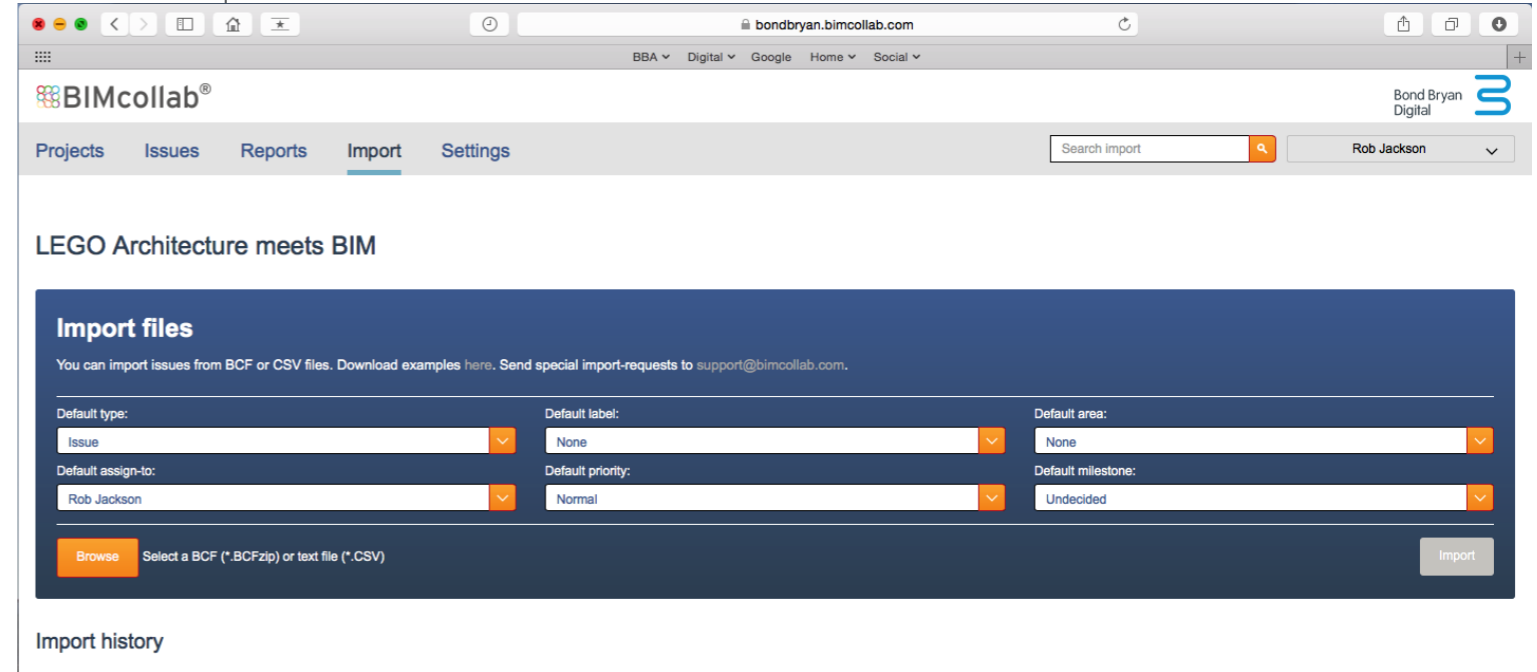 bondbryan.bimcollab.com
BBA Digital Google Home Social
BIMcollab®
Bond Bryan
Digital
Projects Issues Reports Import Settings
Search import
Rob Jackson
LEGO Architecture meets BIM
Import files
You can import issues from BCF or CSV files. Download examples here. Send special import-requests to support@bimcollab.com.
Default type: Default label: Default area:
Issue None None
Default assign-to: Default priority: Default milestone:
Rob Jackson Normal Undecided
Browse Select a BCF (*.BCFzip) or text file (*.CSV) Import
Import history